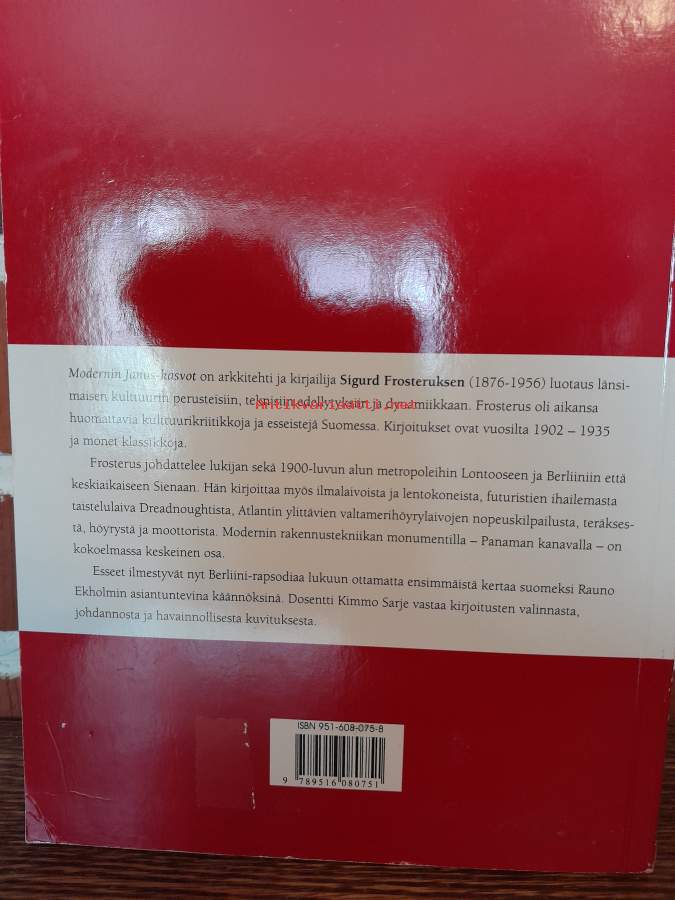 Modernin Janus-kasvot on arkkitehti ja kirjailija Sigurd Frosteruksen (1876-1956) luotaus länsi-
maisen kulttuurin perusteisiin, teknisiin edellytyksiin ja dynamiikkaan. Frosterus oli aikansa
huomattavia kulttuurikriitikkoja ja esseistejä Suomessa. Kirjoitukset ovat vuosilta 1902 – 1935
ja monet klassikkoja.
Frosterus johdattelee lukijan sekä 1900-luvun alun metropoleihin Lontooseen ja Berliiniin että
keskiaikaiseen Sienaan. Hän kirjoittaa myös ilmalaivoista ja lentokoneista, futuristien ihailemasta
taistelulaiva Dreadnoughtista, Atlantin ylittävien valtamerihöyrylaivojen nopeuskilpailusta, teräkses-
tä, höyrystä ja moottorista. Modernin rakennustekniikan monumentilla – Panaman kanavalla – on
kokoelmassa keskeinen osa.
Esseet ilmestyvät nyt Berliini-rapsodiaa lukuun ottamatta ensimmäistä kertaa suomeksi Rauno
Ekholmin asiantuntevina käännöksinä. Dosentti Kimmo Sarje vastaa kirjoitusten valinnasta,
johdannosta ja havainnollisesta kuvituksesta.
ISBN 951-608-075-8
9 789516 080751